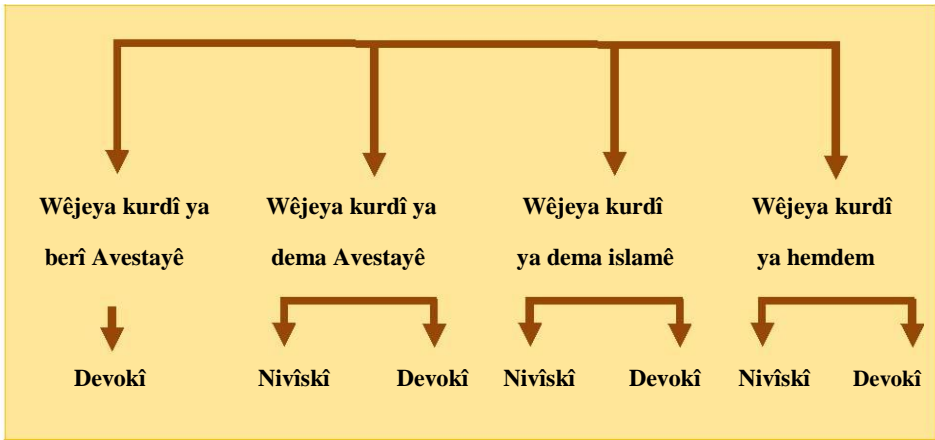 Wêjeya kurdî ya
berî Avestayê
Wêjeya kurdî ya
dema Avestayê
Wêjeya kurdî
ya dema islamê
Wêjeya kurdî
ya hemdem
Devokî
Nivîskî
Devokî
Nivîskî
Devokî
Nivîskî
Devokî